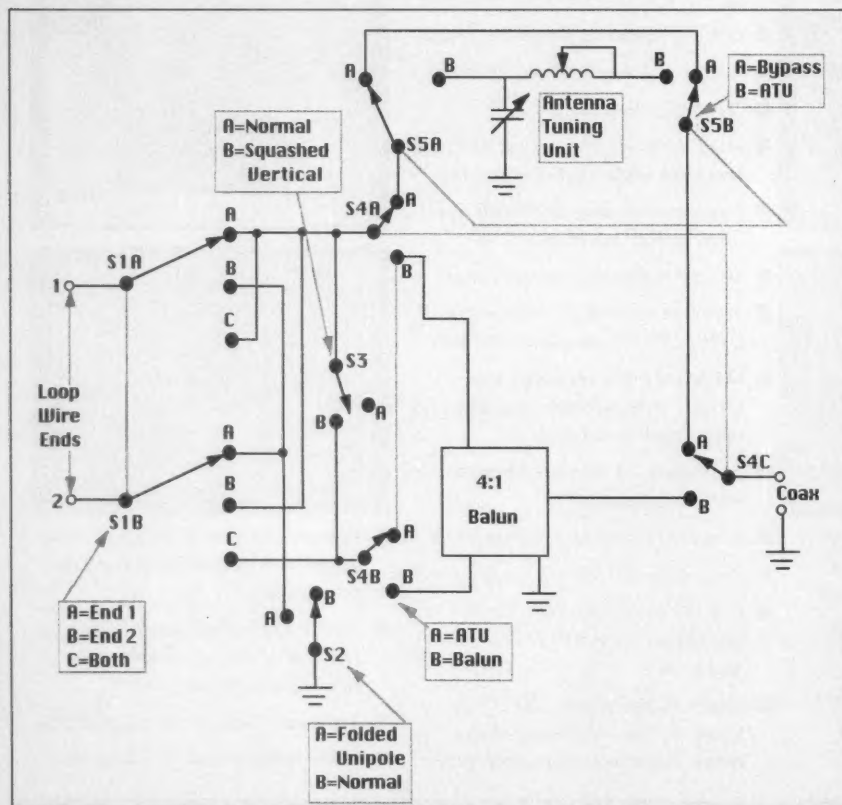 A
B
B
A
A=Bypass
B=ATU
Antenna
Tuning
Unit
S5A
S5B
A=Normal
B=Squashed
Vertical
S4A
A
A
S1A
B
B
1
C
S3
Loop
Wire
Ends
A
B
A
4:1
Balun
A
S4C
Coax
B
B
2
S1B
C
A
S4B
B
A=End 1
B=End 2
C=Both
A
B
S2
A=ATU
B=Balun
A=Folded
Unipole
B=Normal